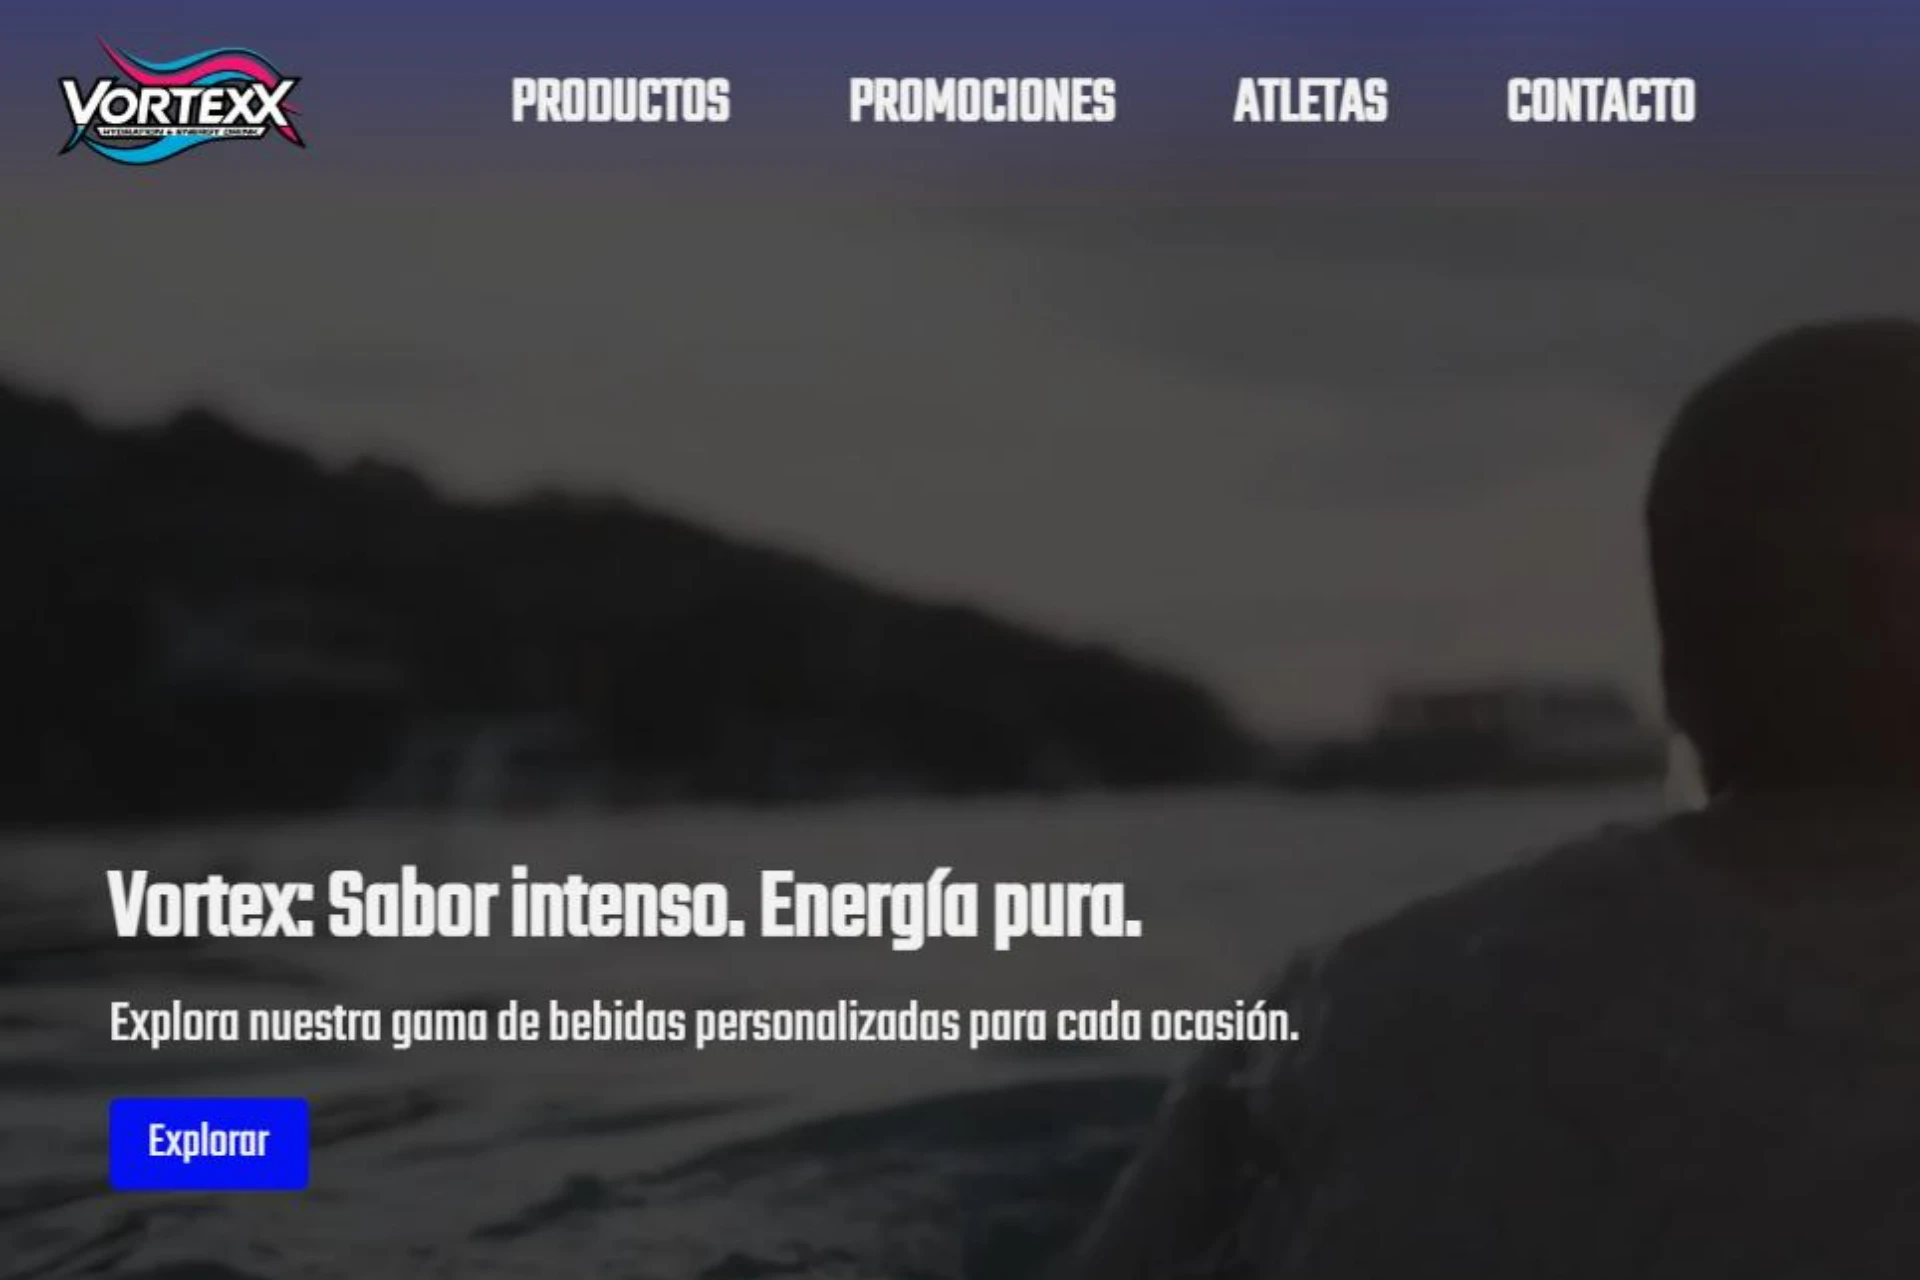 VORTEXX
HYDRATION & ENERGY DRINK
PRODUCTOS
PROMOCIONES
ATLETAS
CONTACTO
Vortex: Sabor intenso. Energía pura.
Explora nuestra gama de bebidas personalizadas para cada ocasión.
Explorar